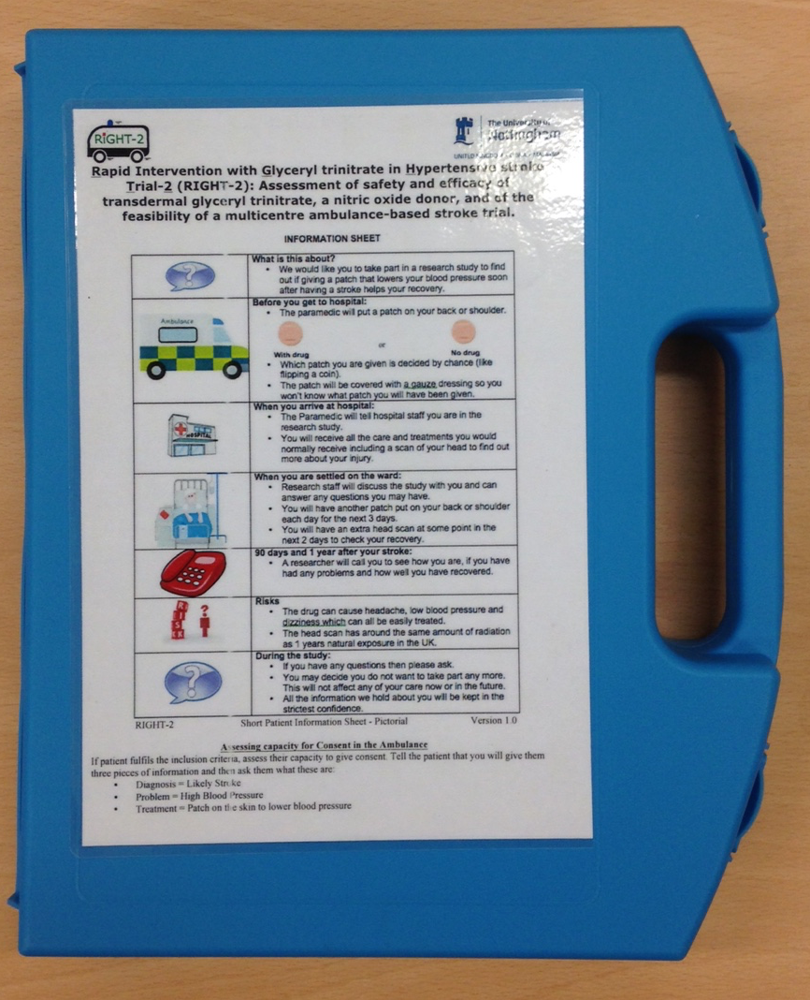 RIGHT-2
The University of
Nottingham
Rapid Intervention with Glyceryl trinitrate in Hypertensive stroke
Trial-2 (RIGHT-2): Assessment of safety and efficacy of
transdermal glyceryl trinitrate, a nitric oxide donor, and of the
feasibility of a multicentre ambulance-based stroke trial.
INFORMATION SHEET
What is this about?
• We would like you to take part in a research study to find
out if giving a patch that lowers your blood pressure soon
after having a stroke helps your recovery.
Ambulance
Before you get to hospital:
• The paramedic will put a patch on your back or shoulder.
or
With drug No drug
• Which patch you are given is decided by chance (like
flipping a coin).
• The patch will be covered with a gauze dressing so you
won't know what patch you will have been given.
HOSPITAL
When you arrive at hospital:
• The Paramedic will tell hospital staff you are in the
research study.
• You will receive all the care and treatments you would
normally receive including a scan of your head to find out
more about your injury.
When you are settled on the ward:
• Research staff will discuss the study with you and can
answer any questions you may have.
• You will have another patch put on your back or shoulder
each day for the next 3 days.
• You will have an extra head scan at some point in the
next 2 days to check your recovery.
90 days and 1 year after your stroke:
• A researcher will call you to see how you are, if you have
had any problems and how well you have recovered.
RISK
?
Risks
• The drug can cause headache, low blood pressure and
dizziness which can all be easily treated.
• The head scan has around the same amount of radiation
as 1 years natural exposure in the UK.
?
During the study:
• If you have any questions then please ask.
• You may decide you do not want to take part any more.
This will not affect any of your care now or in the future.
• All the information we hold about you will be kept in the
strictest confidence.
RIGHT-2 Short Patient Information Sheet - Pictorial Version 1.0
Assessing capacity for Consent in the Ambulance
If patient fulfils the inclusion criteria, assess their capacity to give consent. Tell the patient that you will give them
three pieces of information and then ask them what these are:
• Diagnosis = Likely Stroke
• Problem = High Blood Pressure
• Treatment = Patch on the skin to lower blood pressure